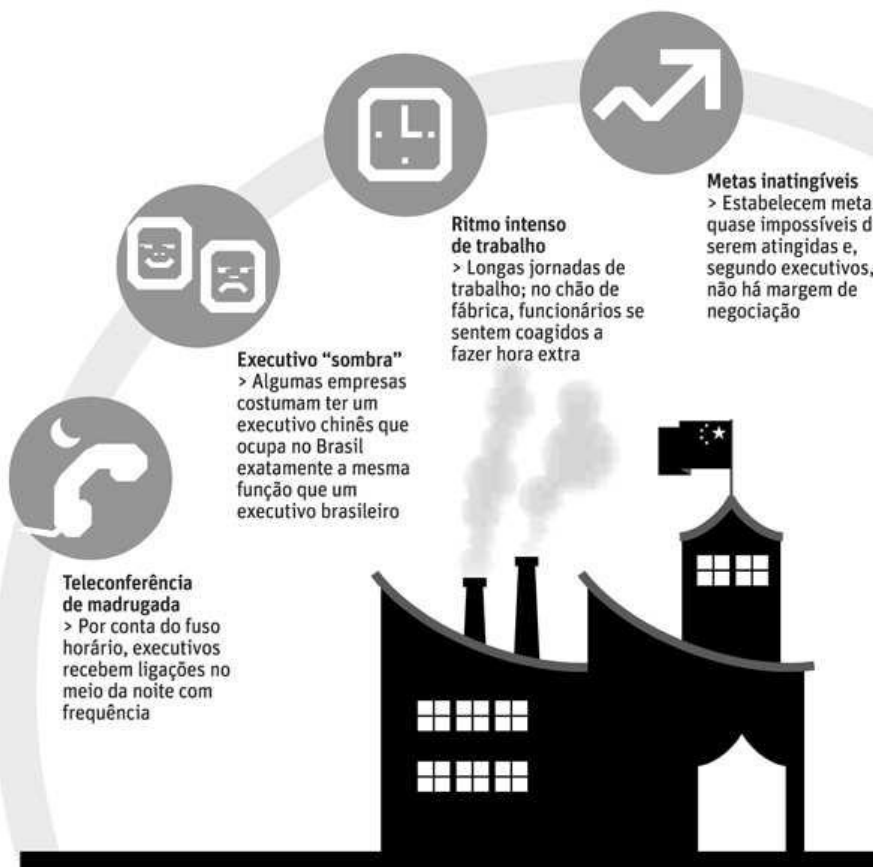 Metas inatingíveis
> Estabelecem meta
quase impossíveis d
serem atingidas e,
segundo executivos,
não há margem de
negociação
Ritmo intenso
de trabalho
> Longas jornadas de
trabalho; no chão de
fábrica, funcionários se
sentem coagidos a
fazer hora extra
Executivo “sombra”
> Algumas empresas
costumam ter um
executivo chinês que
ocupa no Brasil
exatamente a mesma
função que um
executivo brasileiro
Teleconferência
de madrugada
> Por conta do fuso
horário, executivos
recebem ligações no
meio da noite com
frequência